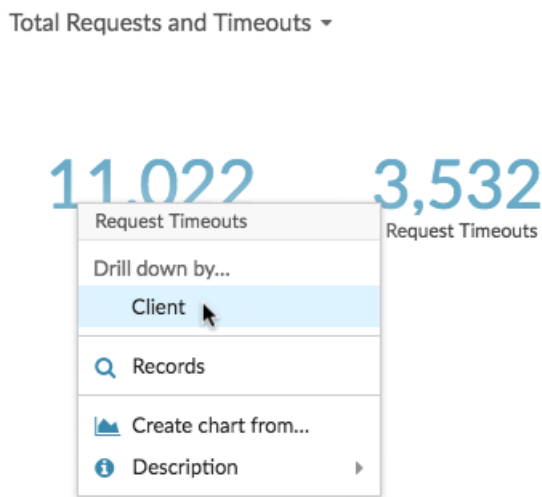 Total Requests and Timeouts
11,022
3,532
Request Timeouts
Request Timeouts
Drill down by...
Client
Records
Create chart from...
Description